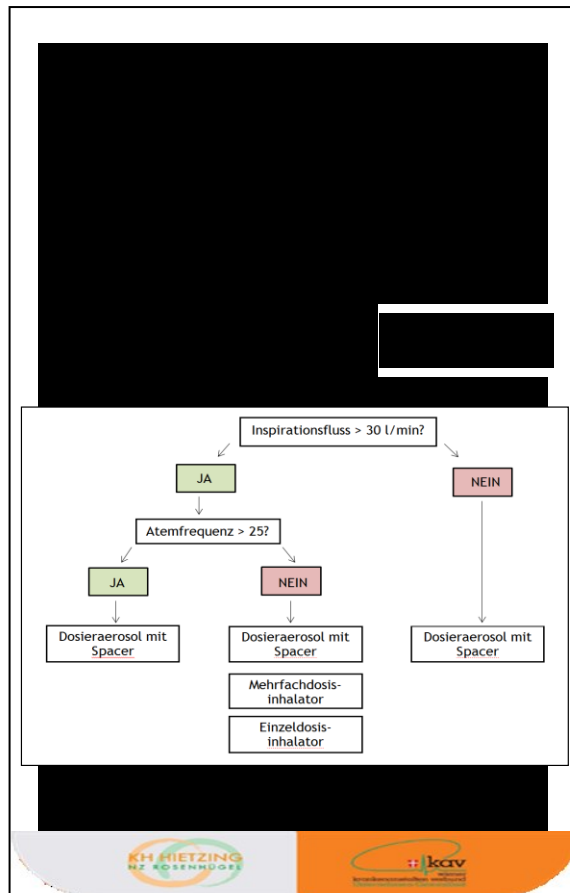 Inspirationsfluss > 30 l/min?
JA
NEIN
Atemfrequenz > 25?
JA
NEIN
Dosieraerosol mit
Spacer
Dosieraerosol mit
Spacer
Dosieraerosol mit
Spacer
Mehrfachdosis-
inhalator
Einzeldosis-
inhalator
KH HIETZING
NZ ROSENHÜGEL
kav